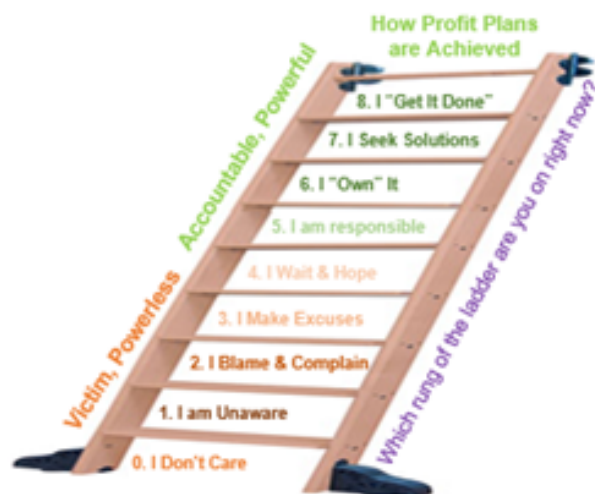 How Profit Plans
are Achieved
Accountable, Powerful
Victim, Powerless
8. I "Get It Done"
7. I Seek Solutions
6. I "Own" It
5. I am responsible
4. I Wait & Hope
3. I Make Excuses
2. I Blame & Complain
1. I am Unaware
0. I Don't Care
Which rung of the ladder are you on right now?